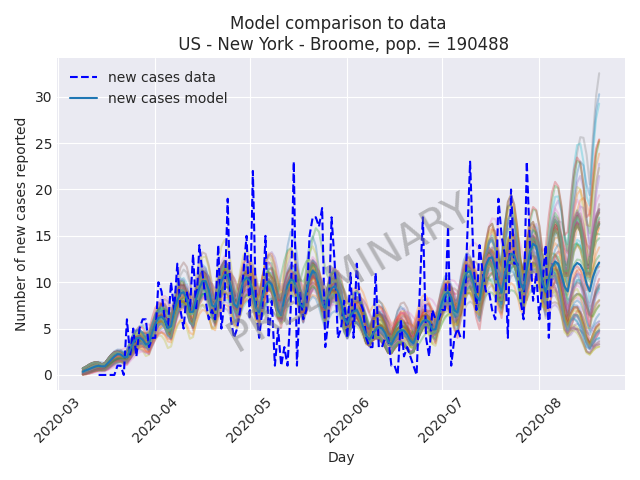 Model comparison to data
US - New York - Broome, pop. = 190488
new cases data
new cases model
Number of new cases reported
30
25
20
15
10
5
0
PRELIMINARY
2020-03
2020-04
2020-05
2020-06
2020-07
2020-08
Day